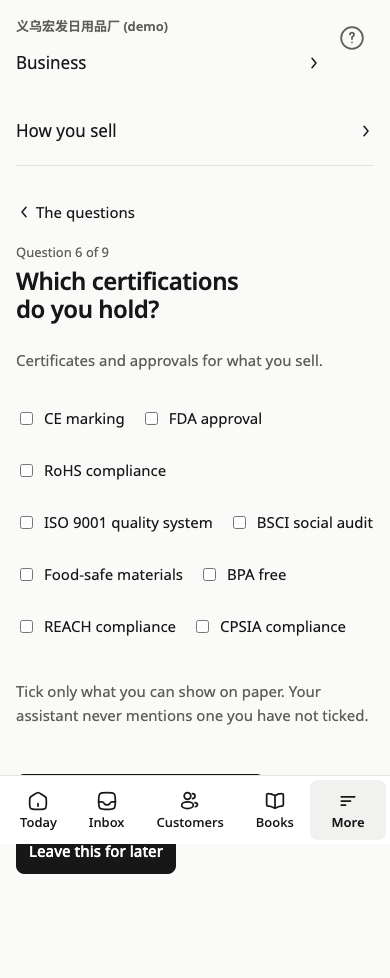 义乌宏发日用品厂 (demo)
Business
How you sell
The questions
Question 6 of 9
Which certifications
do you hold?
Certificates and approvals for what you sell.
CE marking FDA approval
RoHS compliance
ISO 9001 quality system BSCI social audit
Food-safe materials BPA free
REACH compliance CPSIA compliance
Tick only what you can show on paper. Your
assistant never mentions one you have not ticked.
Today Inbox Customers Books More
Leave this for later